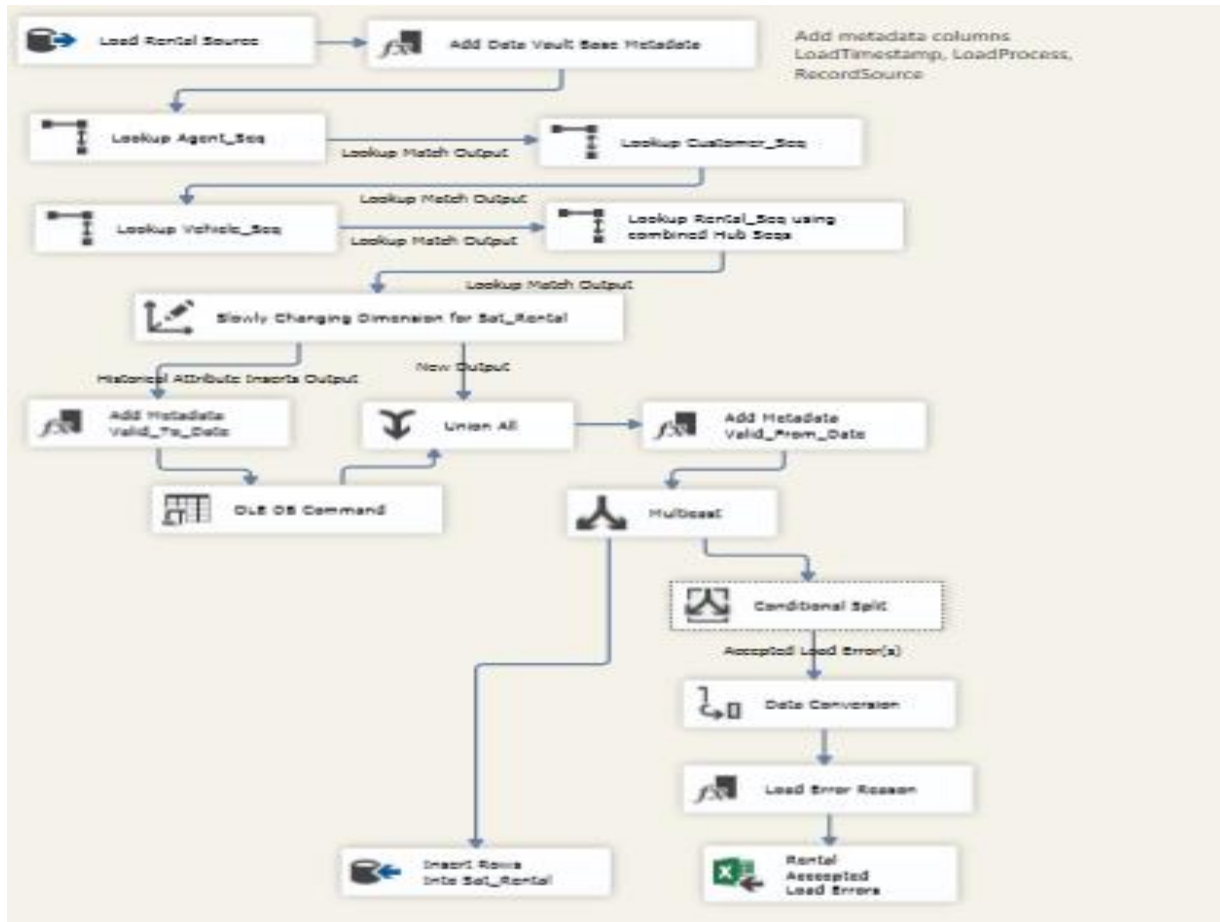 Load Rental Source
Add Data Vault Base Metadata
Add metadata columns
LoadTimestamp, LoadProcess,
RecordSource
Lookup Agent_Seq
Lookup Match Output
Lookup Customer_Seq
Lookup Match Output
Lookup Vehicle_Seq
Lookup Match Output
Lookup Rental_Seq using
combined Hub Seqs
Lookup Match Output
Slowly Changing Dimension for Sat_Rental
Historical Attribute Inserts Output
New Output
Add Metadata
Valid_To_Date
Union All
Add Metadata
Valid_From_Date
OLE DB Command
Multicast
Conditional Split
Accepted Load Error(s)
Data Conversion
Load Error Reason
Insert Rows
Into Sat_Rental
Rental
Accepted
Load Errors